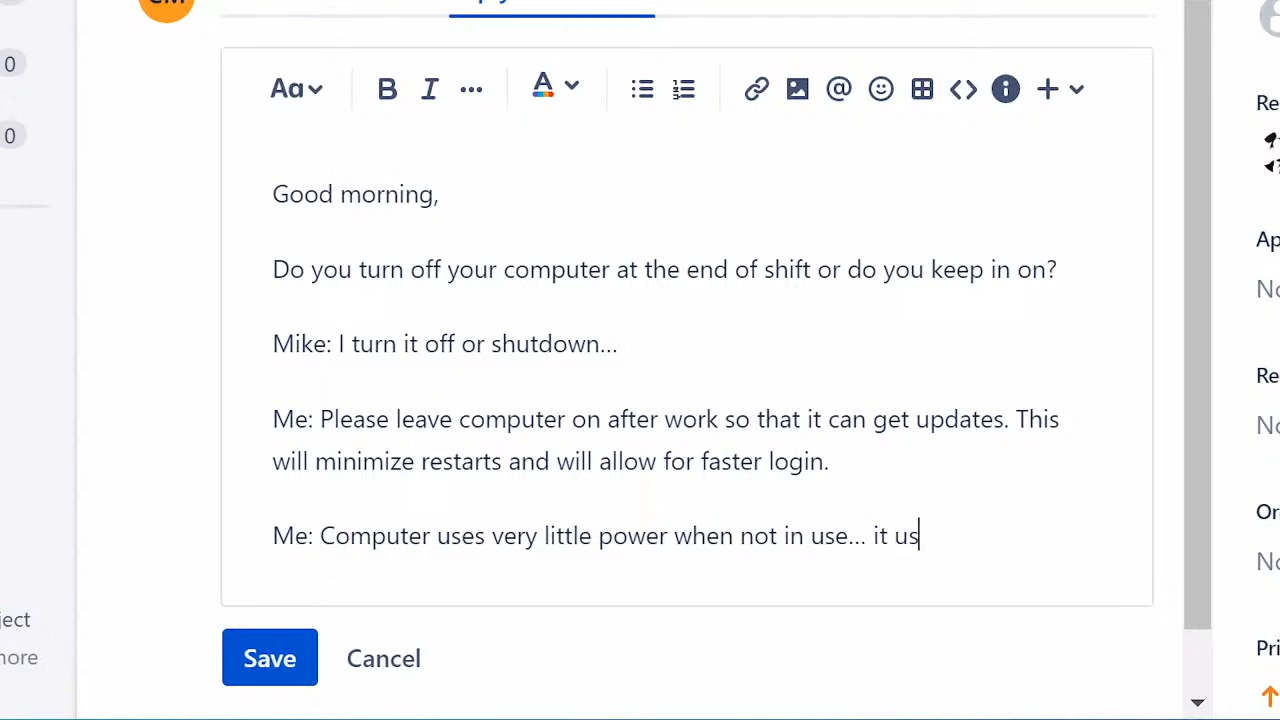 CM
0
0
Aa
B I ... A
Good morning,
Do you turn off your computer at the end of shift or do you keep in on?
Mike: I turn it off or shutdown...
Me: Please leave computer on after work so that it can get updates. This
will minimize restarts and will allow for faster login.
Me: Computer uses very little power when not in use... it us
Save Cancel
ject
more
Re
Ap
No
Re
No
Or
No
Pri